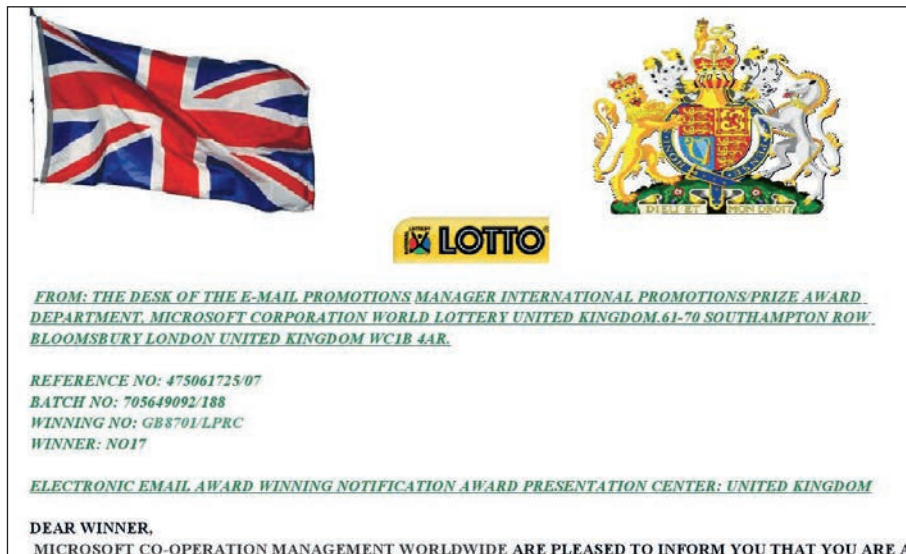 DIEU ET MON DROIT
LOTTO
FROM: THE DESK OF THE E-MAIL PROMOTIONS MANAGER INTERNATIONAL PROMOTIONS/PRIZE AWARD
DEPARTMENT, MICROSOFT CORPORATION WORLD LOTTERY UNITED KINGDOM.61-70 SOUTHAMPTON ROW
BLOOMSBURY LONDON UNITED KINGDOM WC1B 4AR.
REFERENCE NO: 475061725/07
BATCH NO: 705649092/188
WINNING NO: GB8701/LPRC
WINNER: NO17
ELECTRONIC EMAIL AWARD WINNING NOTIFICATION AWARD PRESENTATION CENTER: UNITED KINGDOM
DEAR WINNER,
MICROSOFT CO-OPERATION MANAGEMENT WORLDWIDE ARE PLEASED TO INFORM YOU THAT YOU ARE A